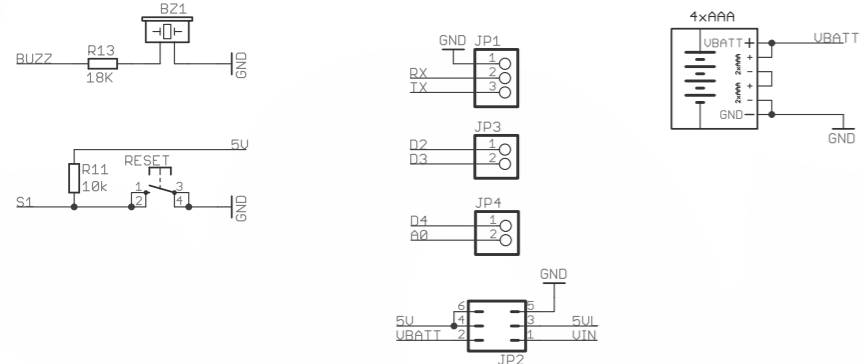 BZ1
BUZZ
R13
18K
GND
5V
R11
10k
RESET
1
2
3
4
S1
GND
GND
JP1
RX
TX
1
2
3
JP3
D2
D3
1
2
JP4
D4
A0
1
2
GND
6
5
5V
4
3
5VL
VBATT
2
1
VIN
JP2
4xAAA
VBATT+
VBATT
+
2xAAA
-
+
2xAAA
-
GND-
GND